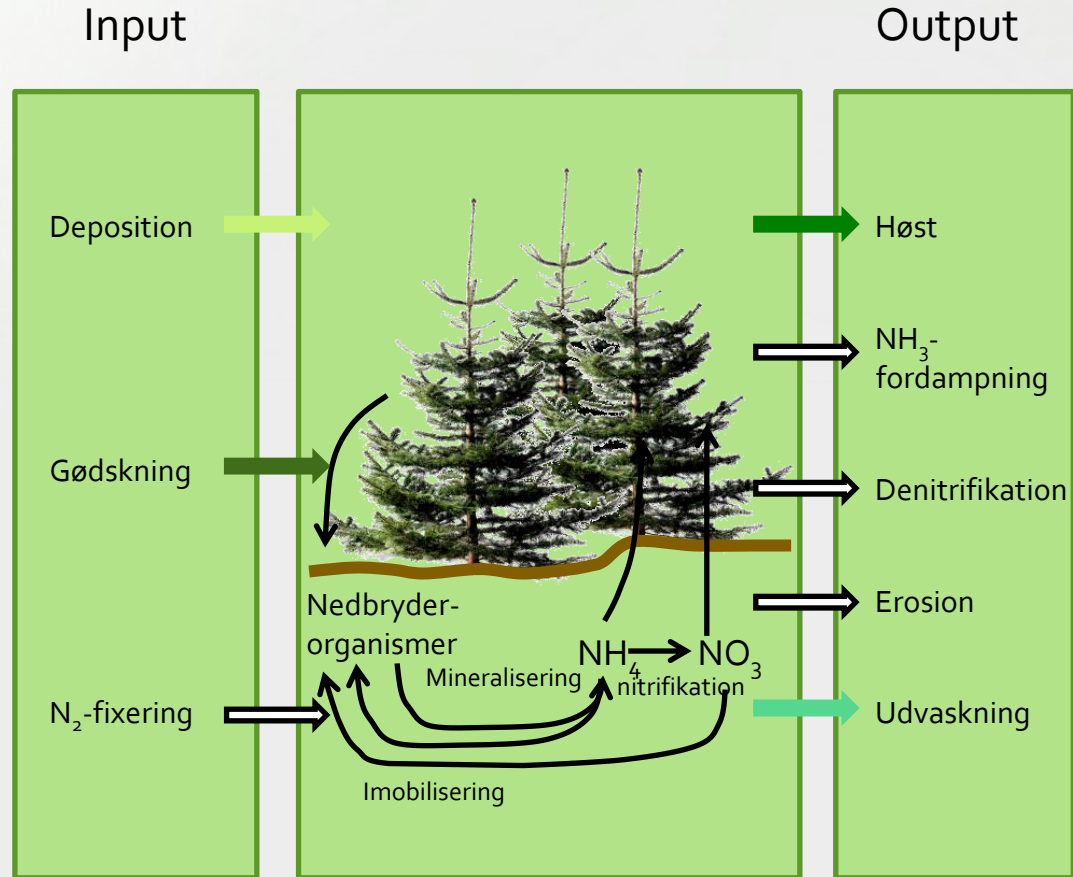 Input
Output
Deposition
Gødskning
N₂-fixering
Nedbryder-
organismer
Mineralisering
NH₄
nitrifikation
NO₃
Imobilisering
Høst
NH₃-
fordampning
Denitrifikation
Erosion
Udvaskning